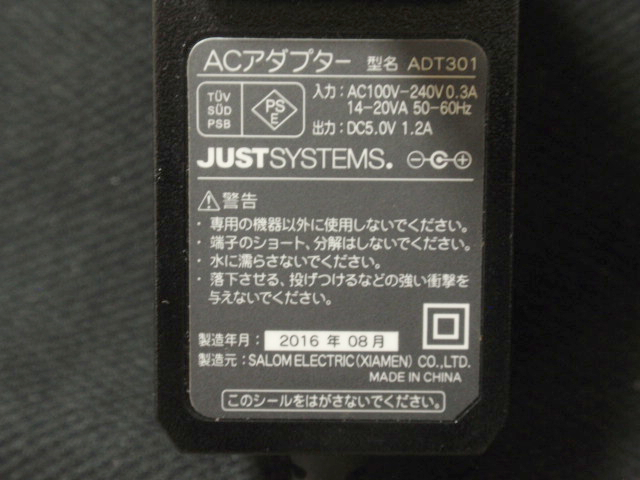 ACアダプター 型名 ADT301
TÜV
SÜD
PSB
PS
E
入力：AC100V-240V 0.3A
14-20VA 50-60Hz
出力：DC5.0V 1.2A
JUSTSYSTEMS.
警告
・専用の機器以外に使用しないでください。
・端子のショート、分解はしないでください。
・水に濡らさないでください。
・落下させる、投げつけるなどの強い衝撃を
与えないでください。
製造年月：2016 年 08 月
製造元：SALOM ELECTRIC(XIAMEN) CO.,LTD.
MADE IN CHINA
このシールをはがさないでください。